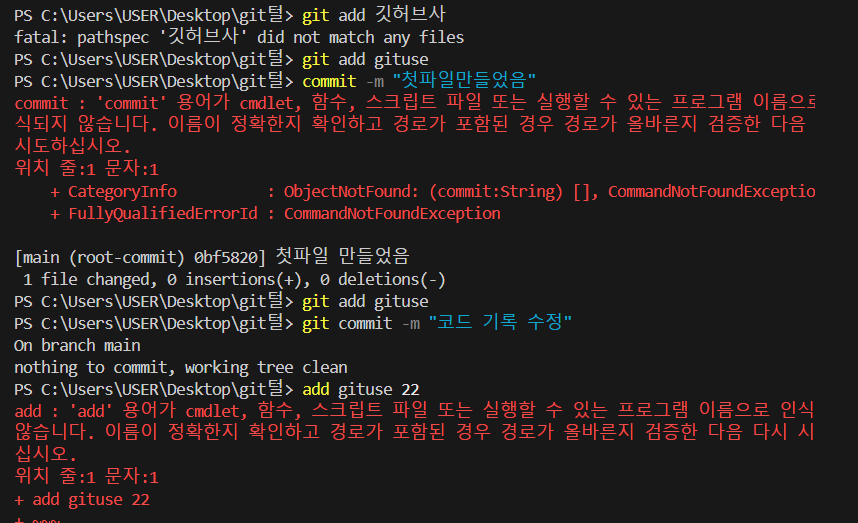 PS C:\Users\USER\Desktop\git털> git add 깃허브사
fatal: pathspec '깃허브사' did not match any files
PS C:\Users\USER\Desktop\git털> git add gituse
PS C:\Users\USER\Desktop\git털> commit -m "첫파일만들었음"
commit : 'commit' 용어가 cmdlet, 함수, 스크립트 파일 또는 실행할 수 있는 프로그램 이름으로
식되지 않습니다. 이름이 정확한지 확인하고 경로가 포함된 경우 경로가 올바른지 검증한 다음
시도하십시오.
위치 줄:1 문자:1
    + CategoryInfo          : ObjectNotFound: (commit:String) [], CommandNotFoundExceptio
    + FullyQualifiedErrorId : CommandNotFoundException

[main (root-commit) 0bf5820] 첫파일 만들었음
 1 file changed, 0 insertions(+), 0 deletions(-)
PS C:\Users\USER\Desktop\git털> git add gituse
PS C:\Users\USER\Desktop\git털> git commit -m "코드 기록 수정"
On branch main
nothing to commit, working tree clean
PS C:\Users\USER\Desktop\git털> add gituse 22
add : 'add' 용어가 cmdlet, 함수, 스크립트 파일 또는 실행할 수 있는 프로그램 이름으로 인식
않습니다. 이름이 정확한지 확인하고 경로가 포함된 경우 경로가 올바른지 검증한 다음 다시 시
십시오.
위치 줄:1 문자:1
+ add gituse 22
+ ~~~